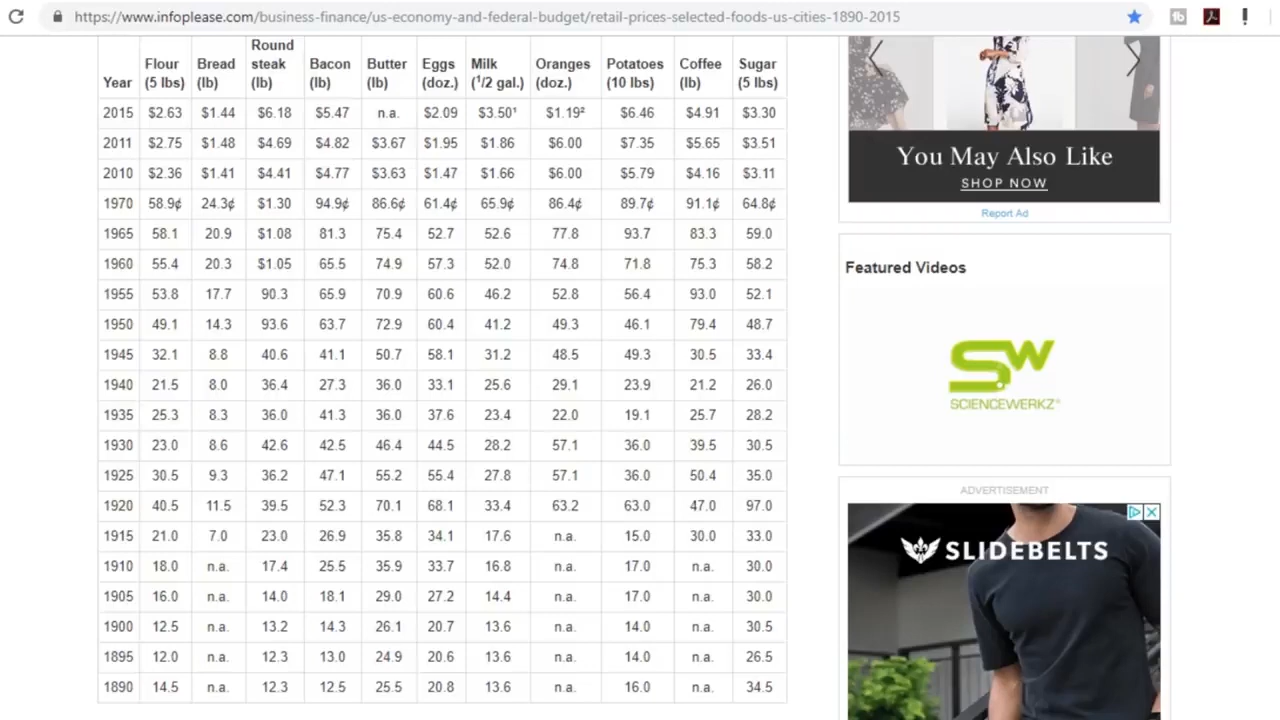 https://www.infoplease.com/business-finance/us-economy-and-federal-budget/retail-prices-selected-foods-us-cities-1890-2015
Year Flour (5 lbs) Bread (lb) Round steak (lb) Bacon (lb) Butter (lb) Eggs (doz.) Milk (1/2 gal.) Oranges (doz.) Potatoes (10 lbs) Coffee (lb) Sugar (5 lbs)
2015 $2.63 $1.44 $6.18 $5.47 n.a. $2.09 $3.50¹ $1.19² $6.46 $4.91 $3.30
2011 $2.75 $1.48 $4.69 $4.82 $3.67 $1.95 $1.86 $6.00 $7.35 $5.65 $3.51
2010 $2.36 $1.41 $4.41 $4.77 $3.63 $1.47 $1.66 $6.00 $5.79 $4.16 $3.11
1970 58.9¢ 24.3¢ $1.30 94.9¢ 86.6¢ 61.4¢ 65.9¢ 86.4¢ 89.7¢ 91.1¢ 64.8¢
1965 58.1 20.9 $1.08 81.3 75.4 52.7 52.6 77.8 93.7 83.3 59.0
1960 55.4 20.3 $1.05 65.5 74.9 57.3 52.0 74.8 71.8 75.3 58.2
1955 53.8 17.7 90.3 65.9 70.9 60.6 46.2 52.8 56.4 93.0 52.1
1950 49.1 14.3 93.6 63.7 72.9 60.4 41.2 49.3 46.1 79.4 48.7
1945 32.1 8.8 40.6 41.1 50.7 58.1 31.2 48.5 49.3 30.5 33.4
1940 21.5 8.0 36.4 27.3 36.0 33.1 25.6 29.1 23.9 21.2 26.0
1935 25.3 8.3 36.0 41.3 36.0 37.6 23.4 22.0 19.1 25.7 28.2
1930 23.0 8.6 42.6 42.5 46.4 44.5 28.2 57.1 36.0 39.5 30.5
1925 30.5 9.3 36.2 47.1 55.2 55.4 27.8 57.1 36.0 50.4 35.0
1920 40.5 11.5 39.5 52.3 70.1 68.1 33.4 63.2 63.0 47.0 97.0
1915 21.0 7.0 23.0 26.9 35.8 34.1 17.6 n.a. 15.0 30.0 33.0
1910 18.0 n.a. 17.4 25.5 35.9 33.7 16.8 n.a. 17.0 n.a. 30.0
1905 16.0 n.a. 14.0 18.1 29.0 27.2 14.4 n.a. 17.0 n.a. 30.0
1900 12.5 n.a. 13.2 14.3 26.1 20.7 13.6 n.a. 14.0 n.a. 30.5
1895 12.0 n.a. 12.3 13.0 24.9 20.6 13.6 n.a. 14.0 n.a. 26.5
1890 14.5 n.a. 12.3 12.5 25.5 20.8 13.6 n.a. 16.0 n.a. 34.5
You May Also Like
SHOP NOW
Report Ad
Featured Videos
SW
SCIENCEWERKZ®
ADVERTISEMENT
SLIDEBELTS